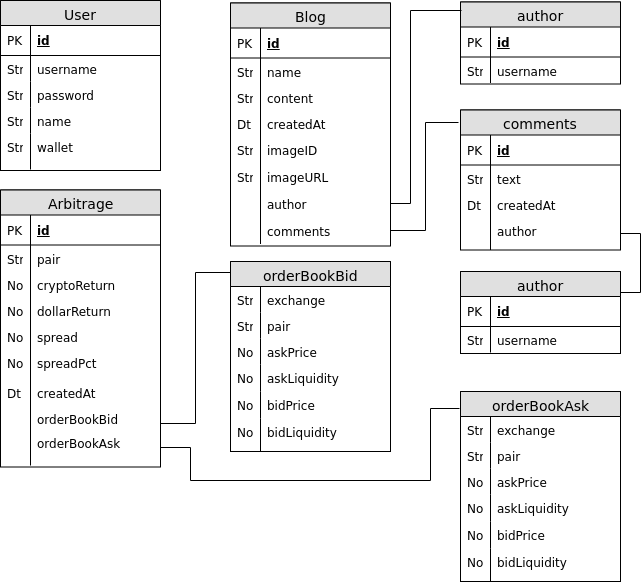 User
PK id
Str username
Str password
Str name
Str wallet
Blog
PK id
Str name
Str content
Dt createdAt
Str imageID
Str imageURL
author
comments
author
PK id
Str username
comments
PK id
Str text
Dt createdAt
author
Arbitrage
PK id
Str pair
No cryptoReturn
No dollarReturn
No spread
No spreadPct
Dt createdAt
orderBookBid
orderBookAsk
orderBookBid
Str exchange
Str pair
No askPrice
No askLiquidity
No bidPrice
No bidLiquidity
author
PK id
Str username
orderBookAsk
Str exchange
Str pair
No askPrice
No askLiquidity
No bidPrice
No bidLiquidity